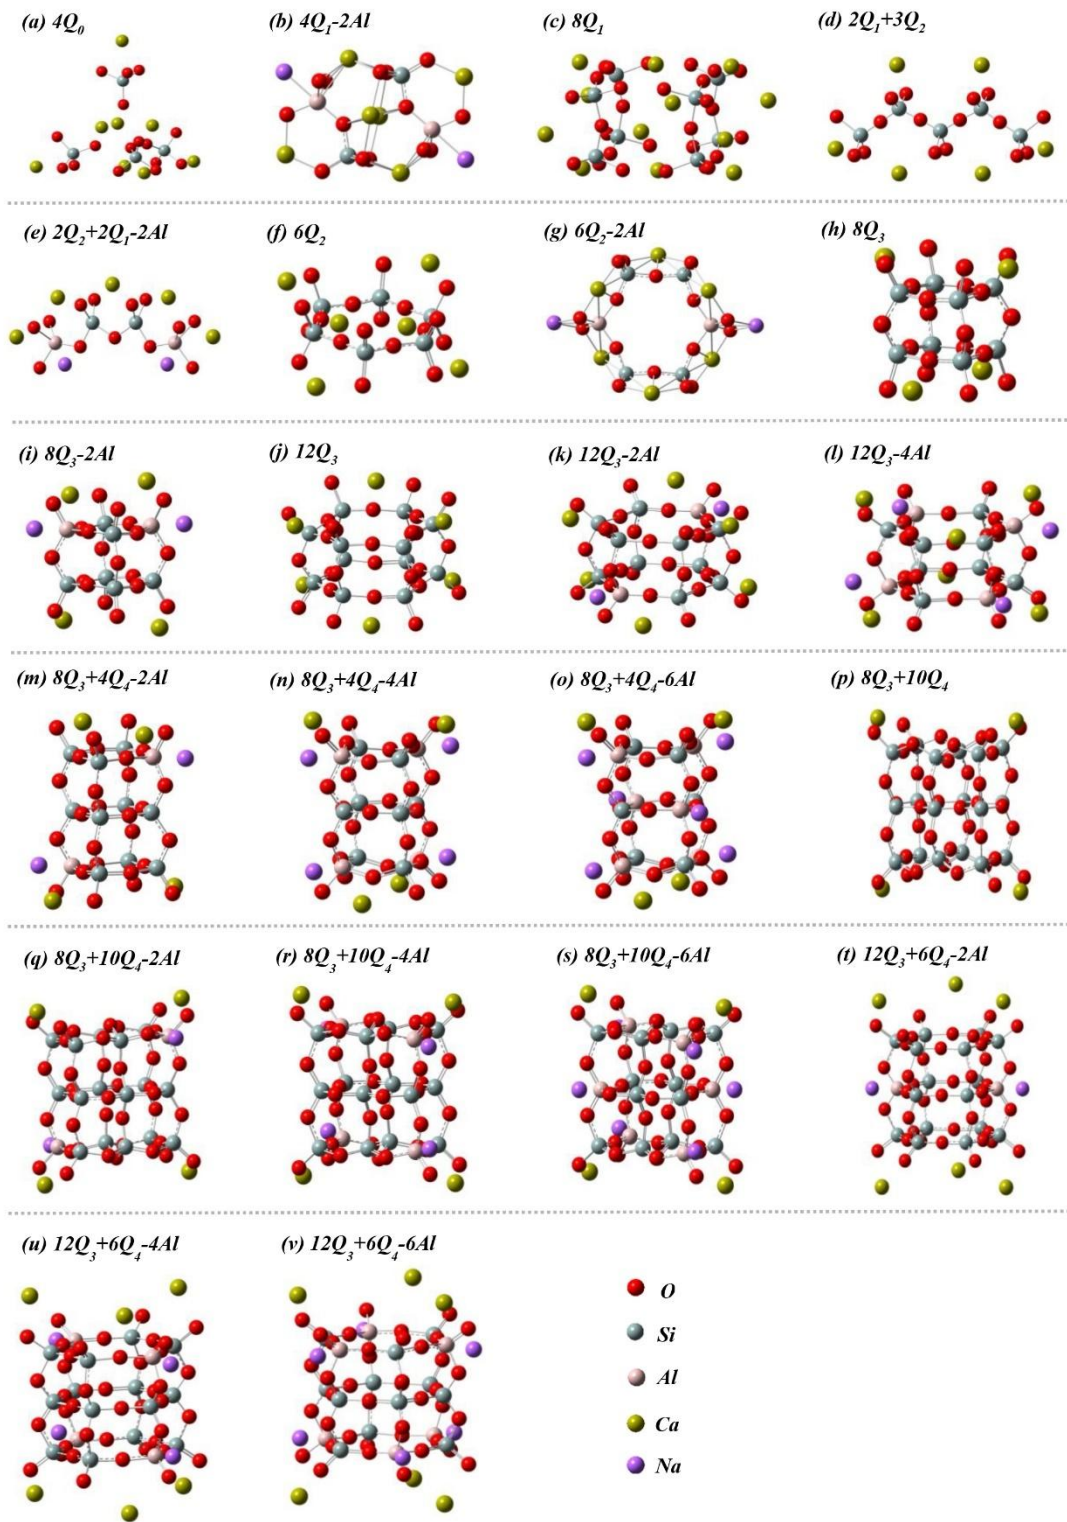 (a) 4Q₀
(b) 4Q₁-2Al
(c) 8Q₁
(d) 2Q₁+3Q₂
(e) 2Q₂+2Q₁-2Al
(f) 6Q₂
(g) 6Q₂-2Al
(h) 8Q₃
(i) 8Q₃-2Al
(j) 12Q₃
(k) 12Q₃-2Al
(l) 12Q₃-4Al
(m) 8Q₃+4Q₄-2Al
(n) 8Q₃+4Q₄-4Al
(o) 8Q₃+4Q₄-6Al
(p) 8Q₃+10Q₄
(q) 8Q₃+10Q₄-2Al
(r) 8Q₃+10Q₄-4Al
(s) 8Q₃+10Q₄-6Al
(t) 12Q₃+6Q₄-2Al
(u) 12Q₃+6Q₄-4Al
(v) 12Q₃+6Q₄-6Al
O
Si
Al
Ca
Na